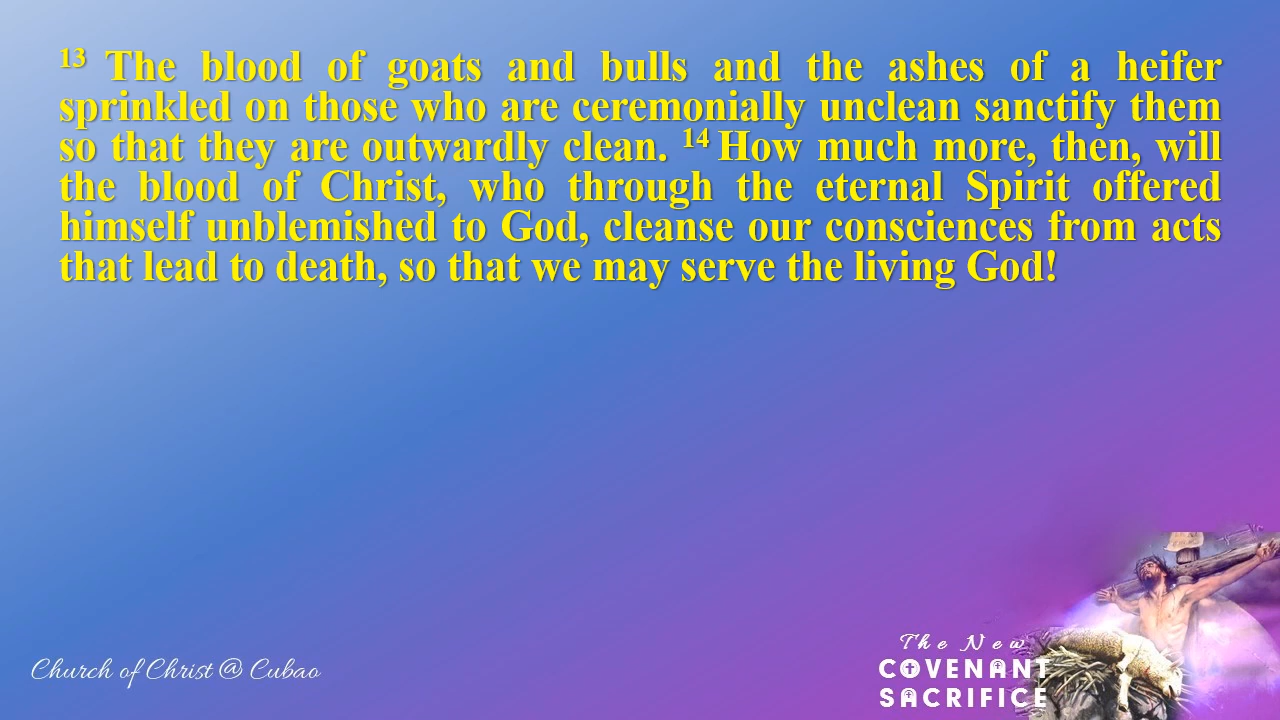 13 The blood of goats and bulls and the ashes of a heifer
sprinkled on those who are ceremonially unclean sanctify them
so that they are outwardly clean. 14 How much more, then, will
the blood of Christ, who through the eternal Spirit offered
himself unblemished to God, cleanse our consciences from acts
that lead to death, so that we may serve the living God!
Church of Christ @ Cubao
The New
COVENANT
SACRIFICE